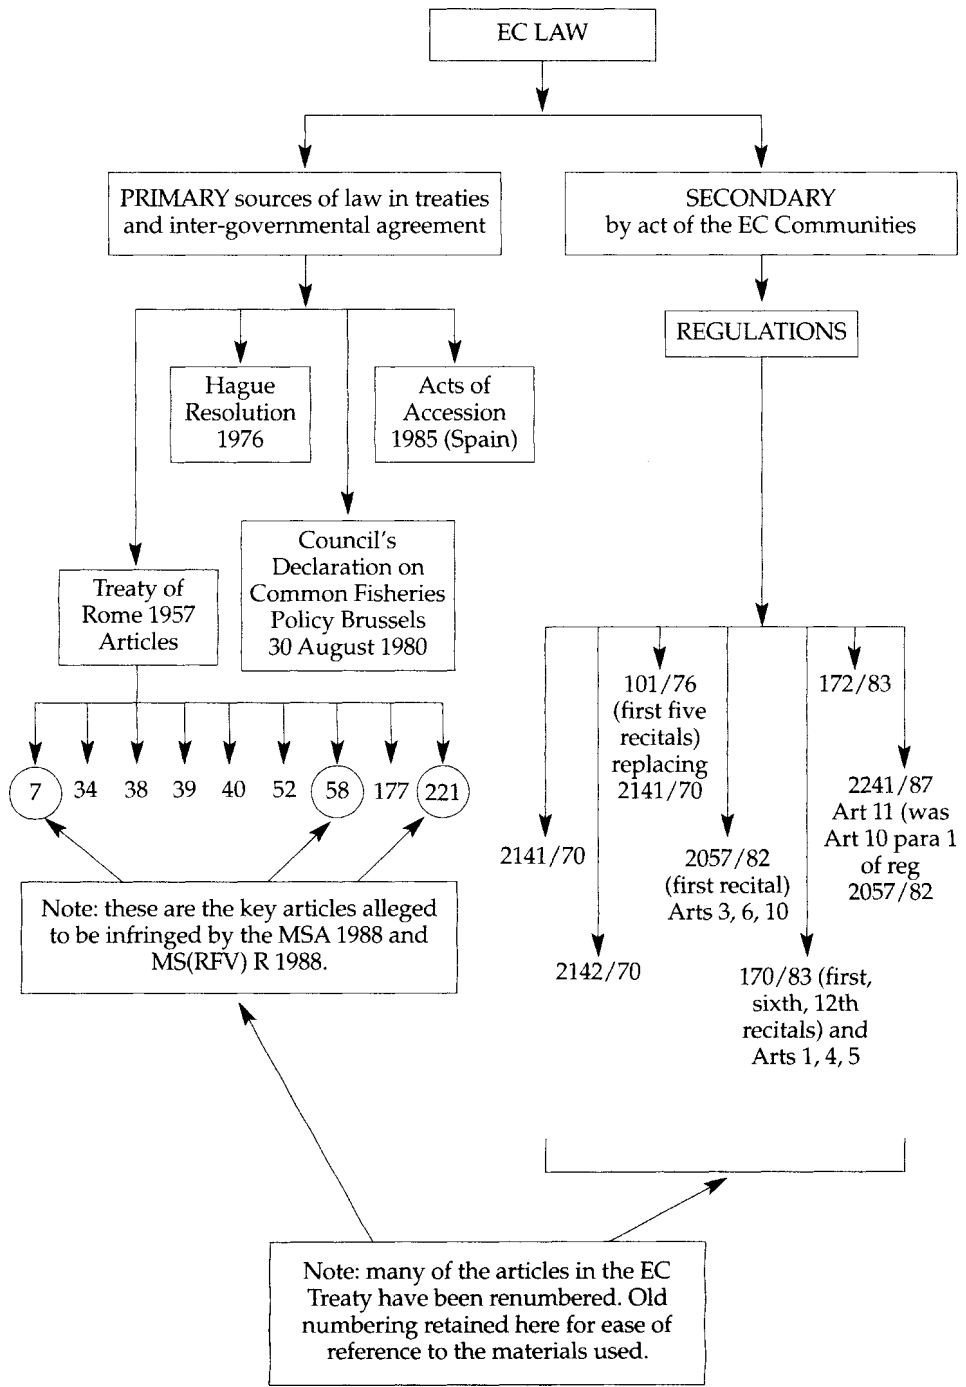 EC LAW
PRIMARY sources of law in treaties
and inter-governmental agreement
SECONDARY
by act of the EC Communities
REGULATIONS
Hague
Resolution
1976
Acts of
Accession
1985 (Spain)
Council's
Declaration on
Common Fisheries
Policy Brussels
30 August 1980
Treaty of
Rome 1957
Articles
7 34 38 39 40 52 58 177 221
Note: these are the key articles alleged
to be infringed by the MSA 1988 and
MS(RFV) R 1988.
101/76
(first five
recitals)
replacing
2141/70
172/83
2241/87
Art 11 (was
Art 10 para 1
of reg
2057/82
2141/70
2057/82
(first recital)
Arts 3, 6, 10
2142/70
170/83 (first,
sixth, 12th
recitals) and
Arts 1, 4, 5
Note: many of the articles in the EC
Treaty have been renumbered. Old
numbering retained here for ease of
reference to the materials used.